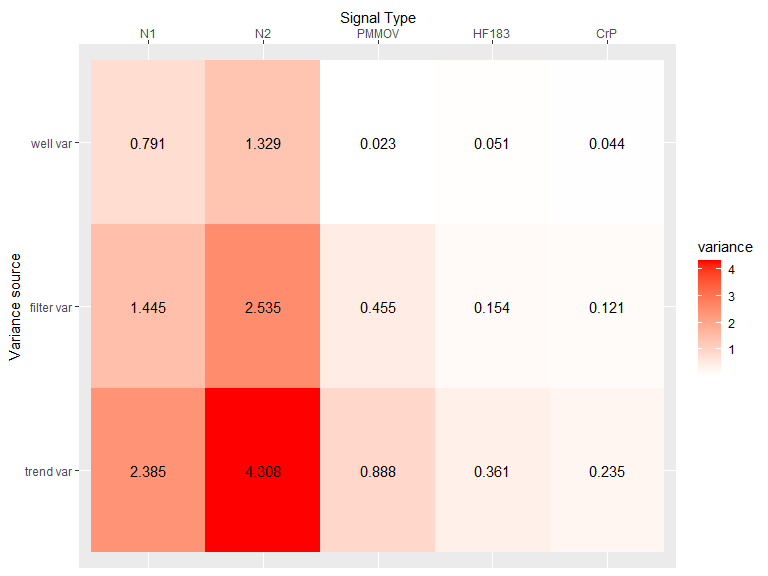 Signal Type
N1 N2 PMMOV HF183 CrP
well var 0.791 1.329 0.023 0.051 0.044
filter var 1.445 2.535 0.455 0.154 0.121
trend var 2.385 4.308 0.888 0.361 0.235
Variance source
variance
4
3
2
1